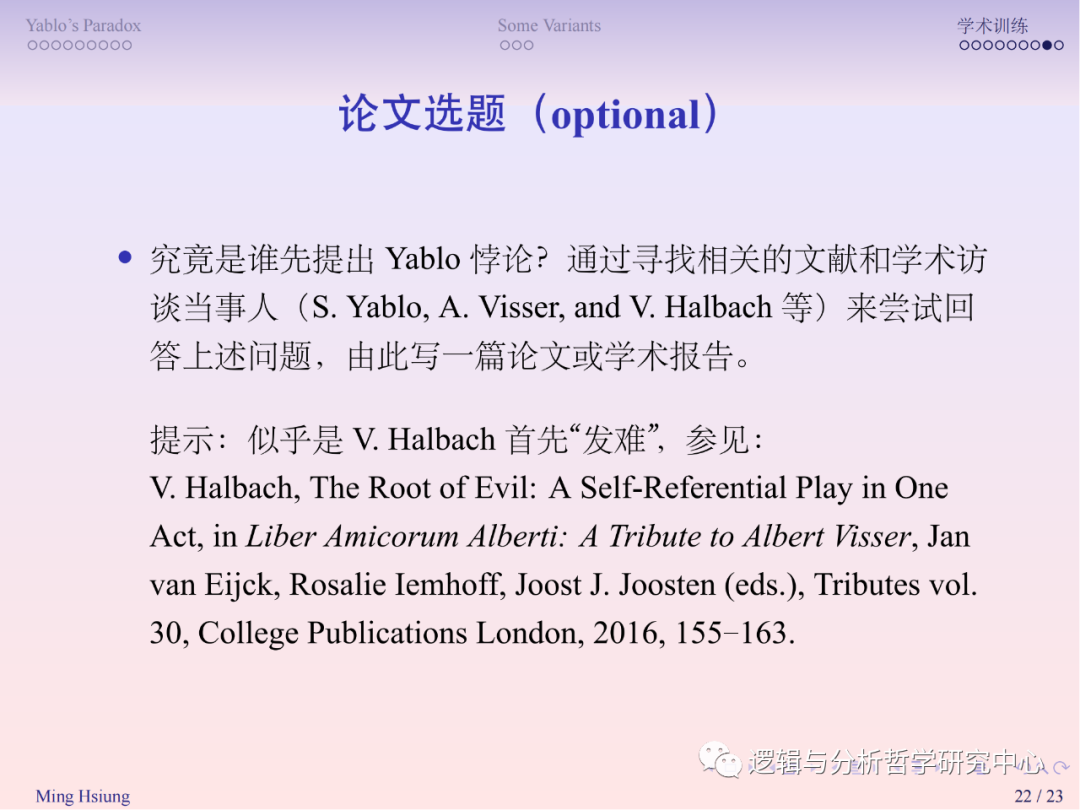 Yablo's Paradox
Some Variants
学术训练
论文选题（optional）
究竟是谁先提出 Yablo 悖论？通过寻找相关的文献和学术访
谈当事人（S. Yablo, A. Visser, and V. Halbach 等）来尝试回
答上述问题，由此写一篇论文或学术报告。
提示：似乎是 V. Halbach 首先“发难”，参见：
V. Halbach, The Root of Evil: A Self-Referential Play in One
Act, in Liber Amicorum Alberti: A Tribute to Albert Visser, Jan
van Eijck, Rosalie Iemhoff, Joost J. Joosten (eds.), Tributes vol.
30, College Publications London, 2016, 155–163.
逻辑与分析哲学研究中心
Ming Hsiung
22 / 23